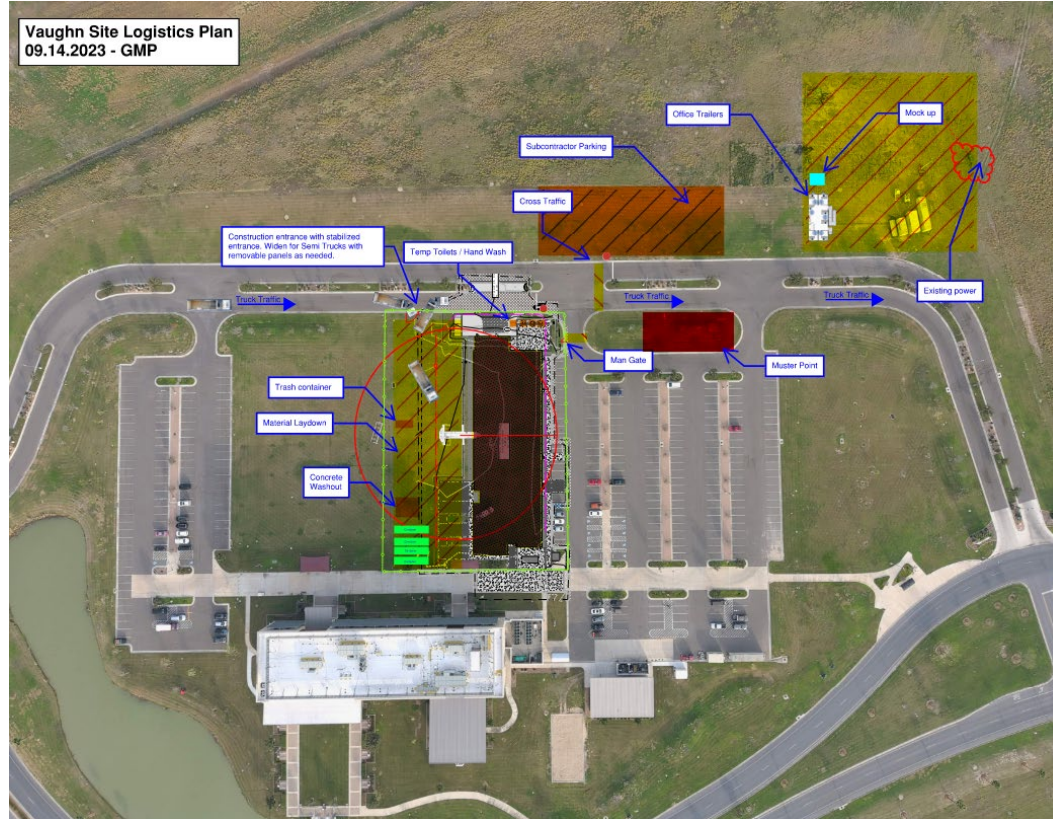 Vaughn Site Logistics Plan
09.14.2023 - GMP
Office Trailers
Mock up
Subcontractor Parking
Cross Traffic
Construction entrance with stabilized
entrance. Widen for Semi Trucks with
removable panels as needed.
Temp Toilets / Hand Wash
Existing power
Truck Traffic
Truck Traffic
Truck Traffic
Man Gate
Muster Point
Trash container
Material Laydown
Concrete
Washout